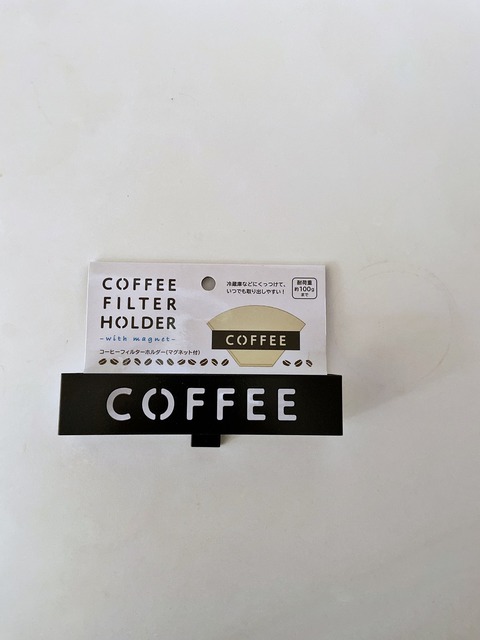 COFFEE
FILTER
HOLDER
-with magnet-
コーヒーフィルターホルダー(マグネット付)
冷蔵庫などにくっつけて、
いつでも取り出しやすい!
耐荷量
約100g
まで
COFFEE
COFFEE